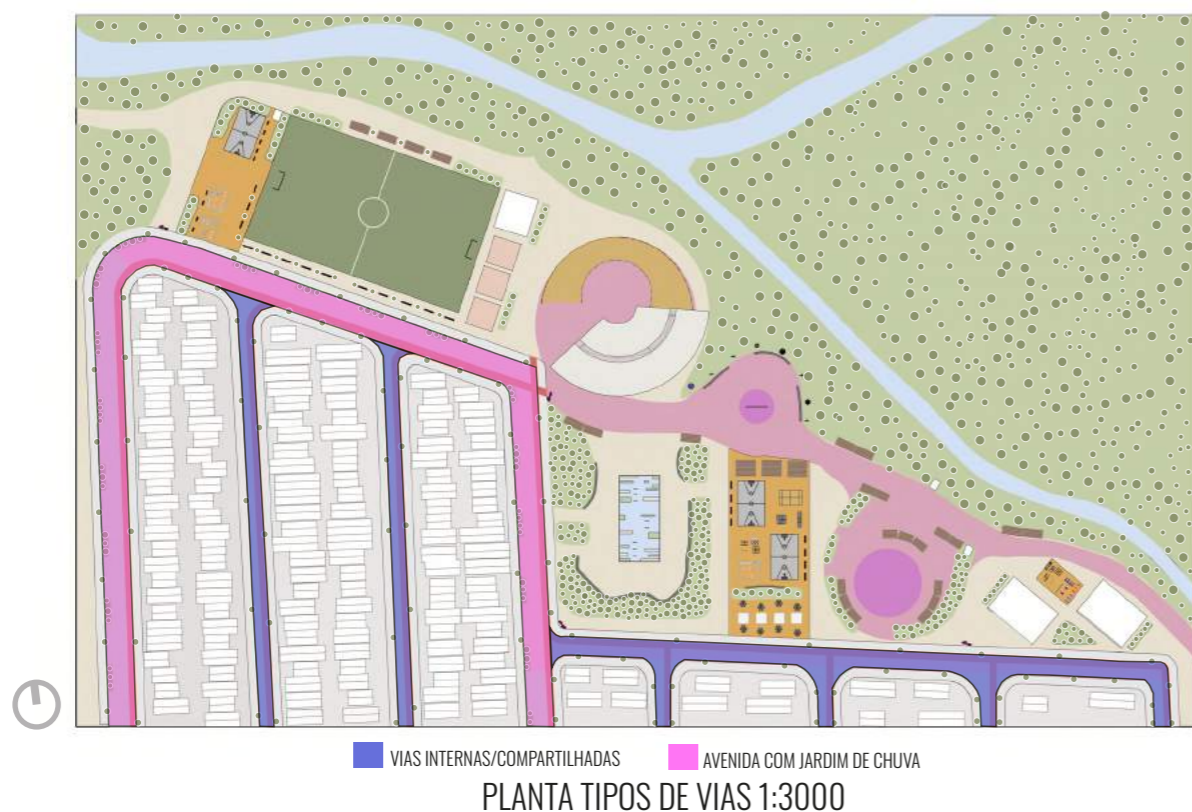 VIAS INTERNAS/COMPARTILHADAS
AVENIDA COM JARDIM DE CHUVA
PLANTA TIPOS DE VIAS 1:3000